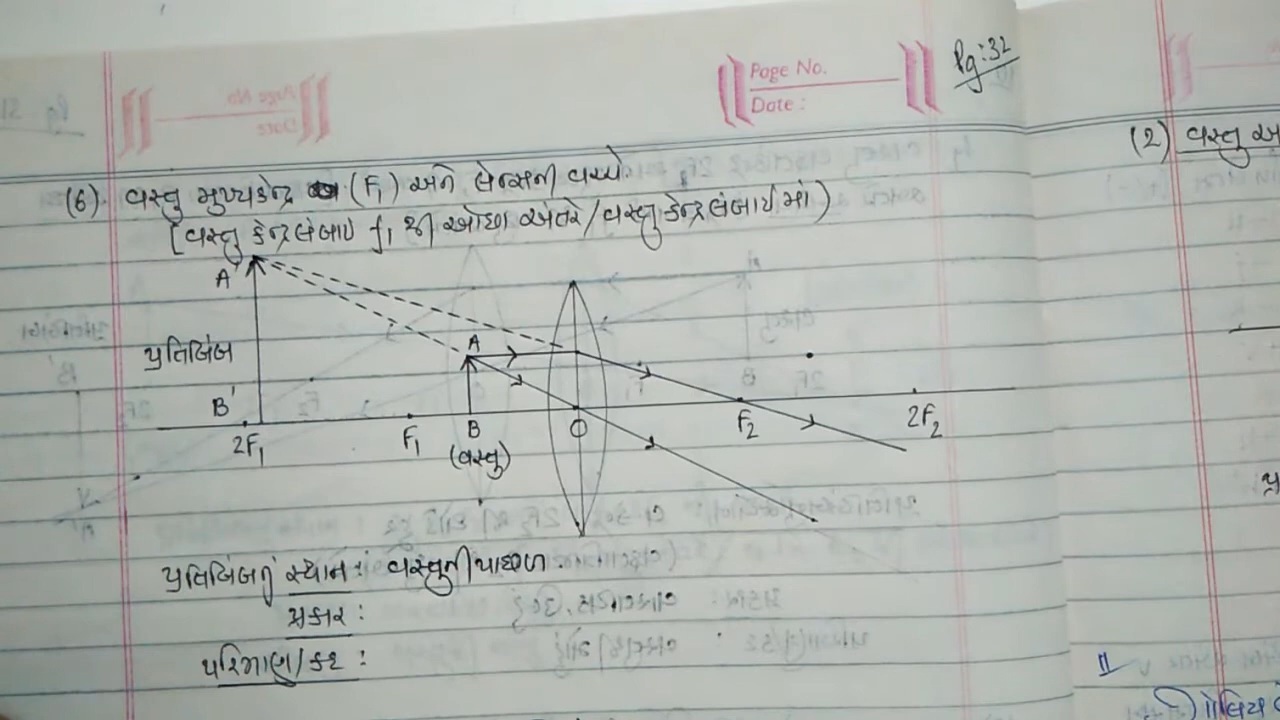 Page No.
Date :
Pg:32
(6) વસ્તુ મુખ્યકેન્દ્ર (F₁) અને લેન્સની વચ્ચે.
[વસ્તુ કેન્દ્રલંબાઈ f₁ થી ઓછા અંતરે/વસ્તુ કેન્દ્રલંબાઈમાં)
A'
પ્રતિબિંબ
A
B'
2F₁
F₁
B
O
F₂
2F₂
(વસ્તુ)
પ્રતિબિંબનું સ્થાન : વસ્તુની પાછળ.
પ્રકાર :
પરિમાણ/કદ :
(2) વસ્તુ
II